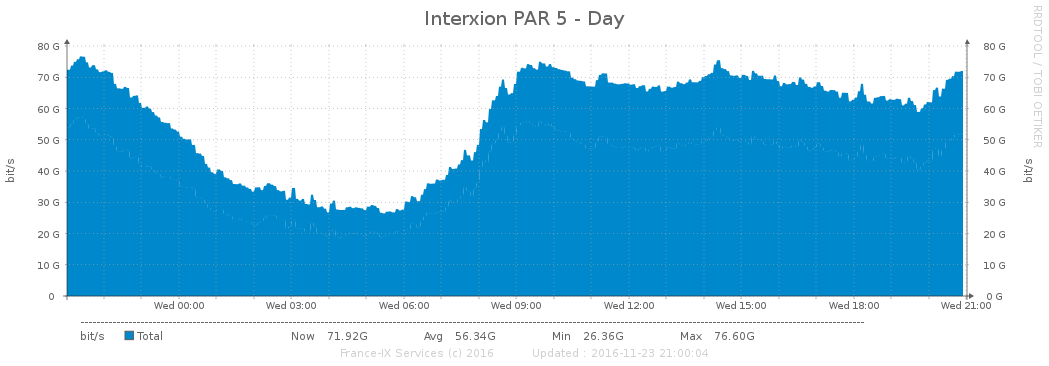 Interxion PAR 5 - Day
RRDTOOL / TOBI OETIKER
80 G
80 G
70 G
70 G
60 G
60 G
50 G
50 G
40 G
40 G
30 G
30 G
20 G
20 G
10 G
10 G
0
0 G
bit/s
bit/s
Wed 00:00 Wed 03:00 Wed 06:00 Wed 09:00 Wed 12:00 Wed 15:00 Wed 18:00 Wed 21:00
bit/s Total Now 71.92G Avg 56.34G Min 26.36G Max 76.60G
France-IX Services (c) 2016 Updated : 2016-11-23 21:00:04